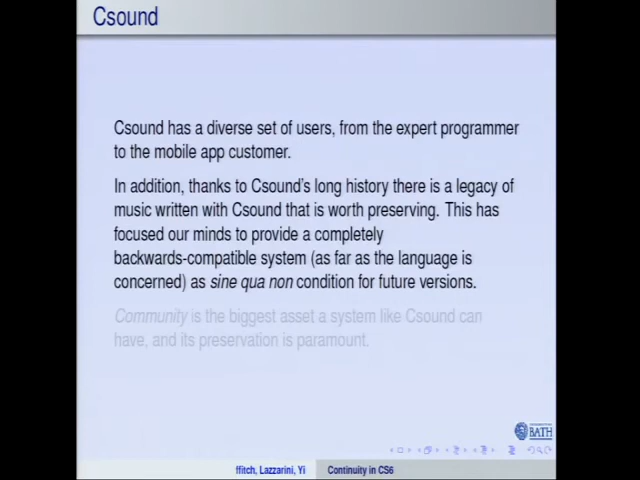 Csound
Csound has a diverse set of users, from the expert programmer
to the mobile app customer.
In addition, thanks to Csound's long history there is a legacy of
music written with Csound that is worth preserving. This has
focused our minds to provide a completely
backwards-compatible system (as far as the language is
concerned) as sine qua non condition for future versions.
Community is the biggest asset a system like Csound can
have, and its preservation is paramount.
BATH
ffitch, Lazzarini, Yi
Continuity in CS6